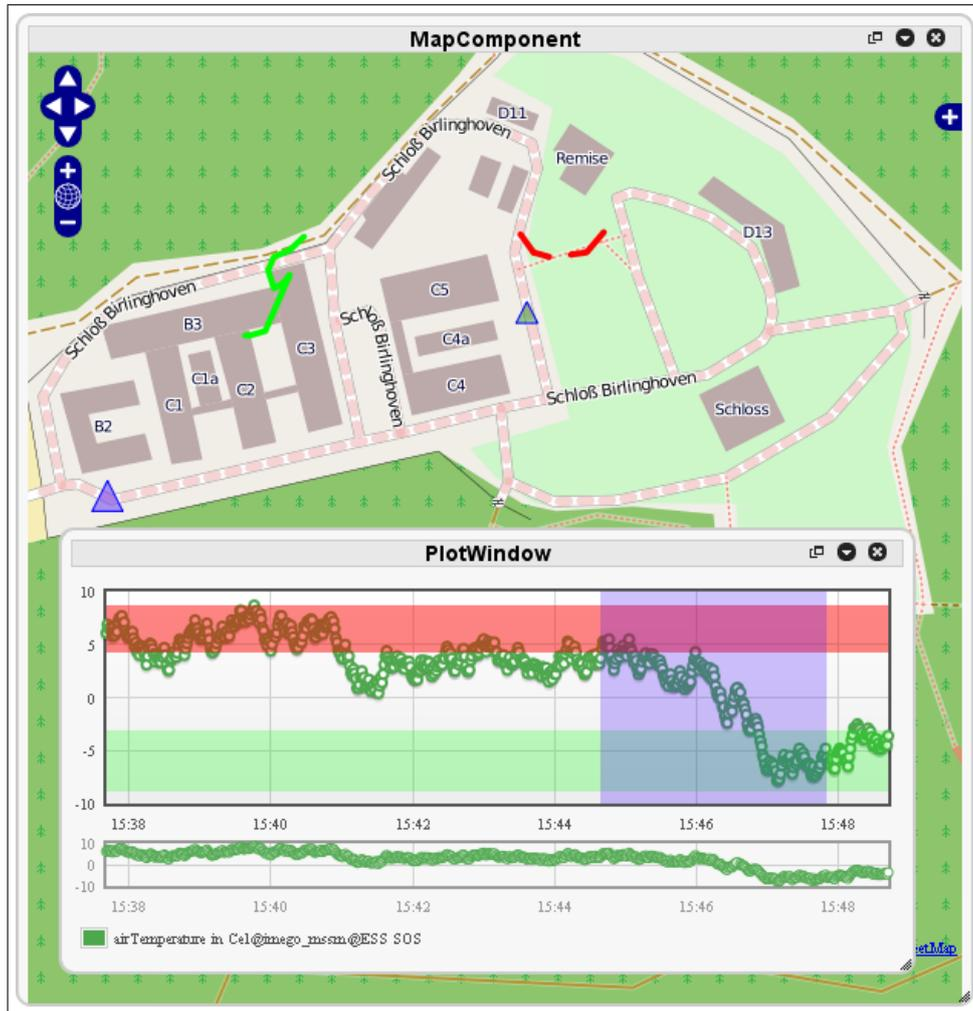 MapComponent
D11
Schloß Birlinghoven
Remise
D13
Schloß Birlinghoven
C5
Schloß Birlinghoven
B3
C4a
C3
C1a
C2
C4
C1
Schloß Birlinghoven
Schloss
B2
PlotWindow
10
5
0
-5
-10
15:38 15:40 15:42 15:44 15:46 15:48
10
0
-10
15:38 15:40 15:42 15:44 15:46 15:48
airTemperature in Cel@imego_mssm@ESS SOS
etMap